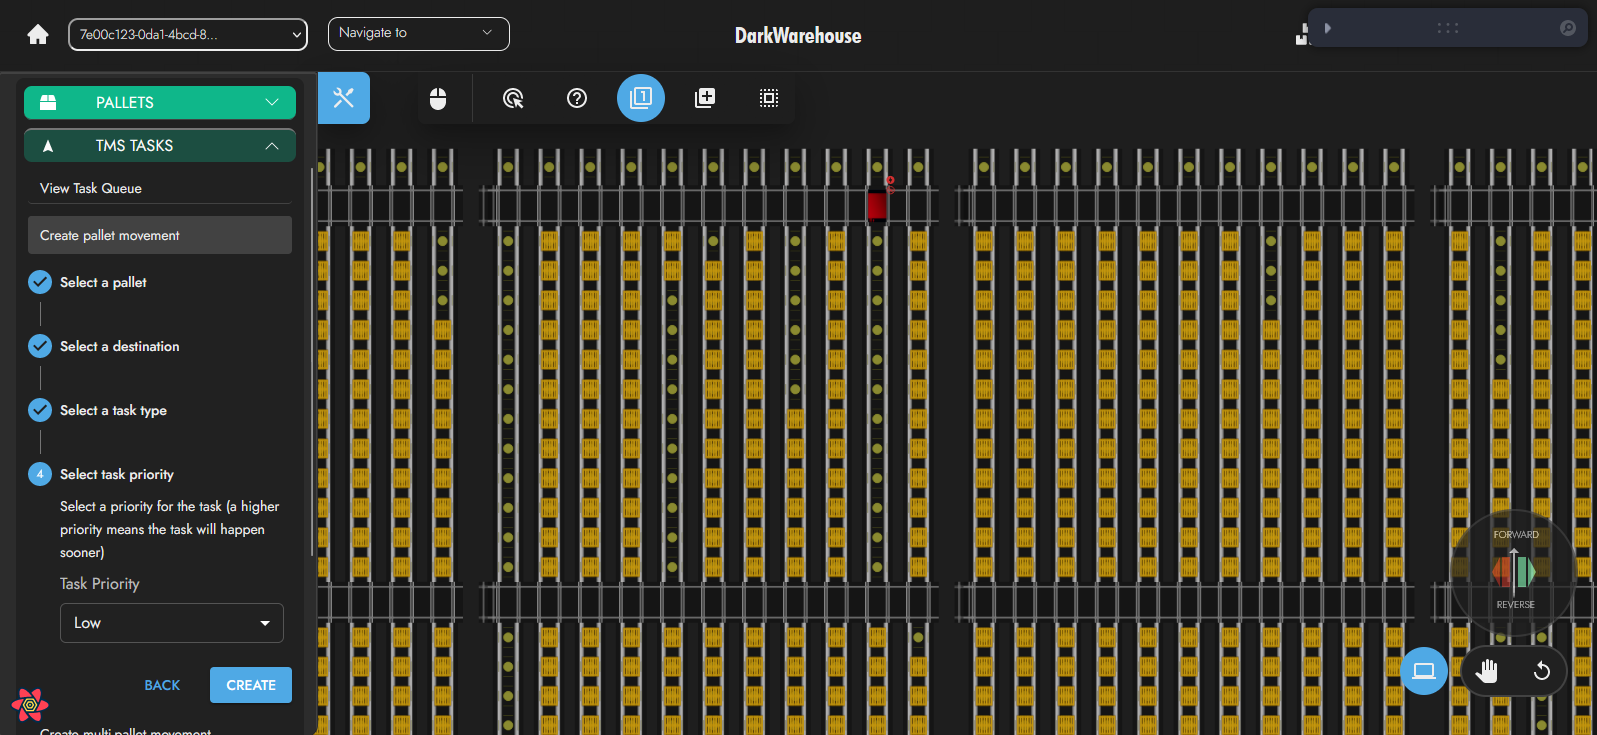 7e00c123-0da1-4bcd-8...
Navigate to
DarkWarehouse
PALLETS
TMS TASKS
View Task Queue
Create pallet movement
Select a pallet
Select a destination
Select a task type
4
Select task priority
Select a priority for the task (a higher
priority means the task will happen
sooner)
Task Priority
Low
BACK
CREATE
Create multi pallet movement
1
FORWARD
REVERSE